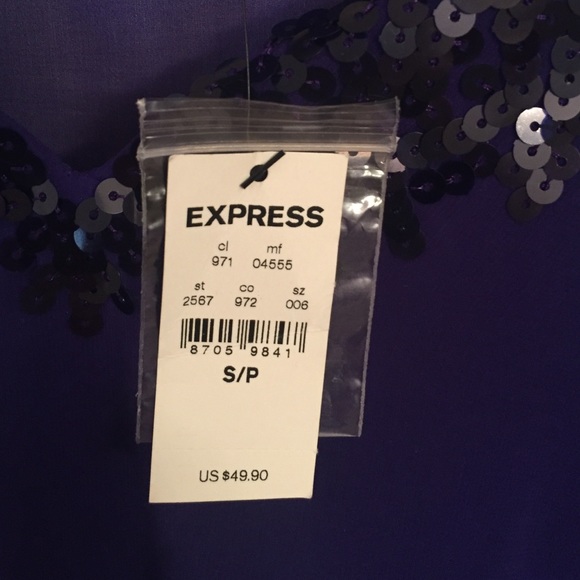 EXPRESS
cl mf
971 04555
st co sz
2567 972 006
8705 9841
S/P
US $49.90